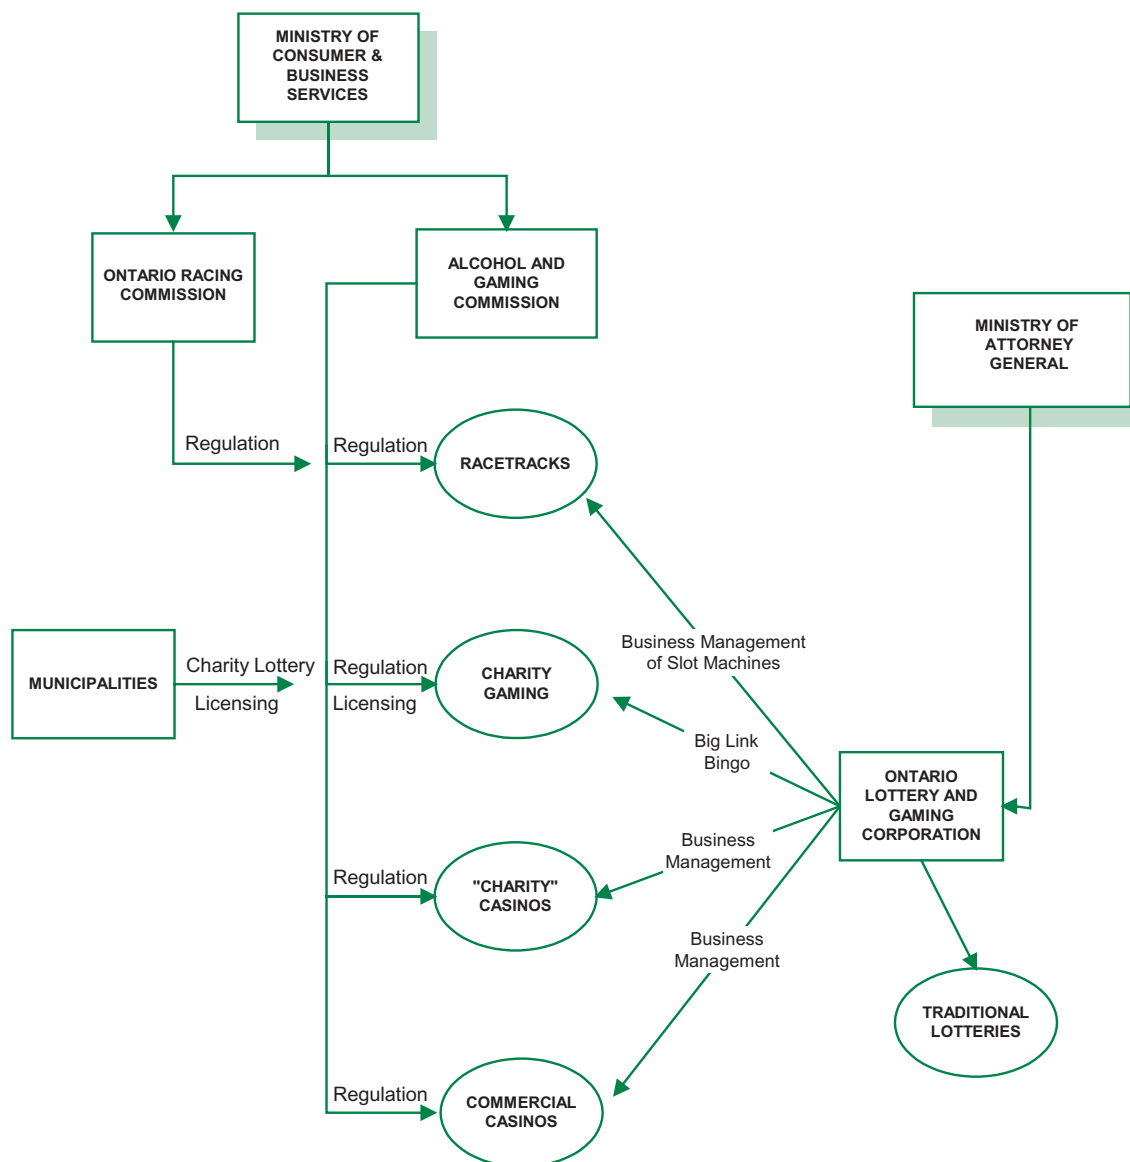 MINISTRY OF
CONSUMER &
BUSINESS
SERVICES
ONTARIO RACING
COMMISSION
ALCOHOL AND
GAMING
COMMISSION
MINISTRY OF
ATTORNEY
GENERAL
Regulation
Regulation
RACETRACKS
Business Management
of Slot Machines
MUNICIPALITIES
Charity Lottery
Licensing
Regulation
Licensing
CHARITY
GAMING
Big Link
Bingo
ONTARIO
LOTTERY AND
GAMING
CORPORATION
Business
Management
Regulation
"CHARITY"
CASINOS
Business
Management
TRADITIONAL
LOTTERIES
Regulation
COMMERCIAL
CASINOS